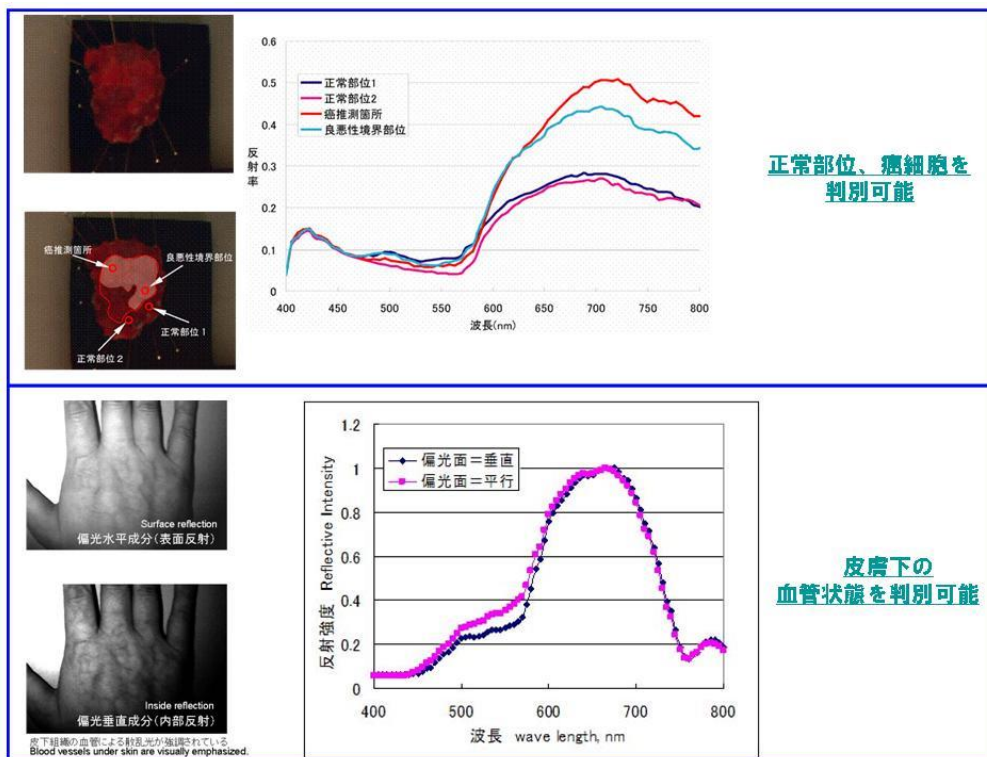 0.6
0.5
0.4
0.3
0.2
0.1
0
反射率
正常部位1
正常部位2
癌推測箇所
良悪性境界部位
400 450 500 550 600 650 700 750 800
波長(nm)
癌推測箇所
良悪性境界部位
正常部位1
正常部位2
正常部位、癌細胞を
判別可能
Surface reflection
偏光水平成分(表面反射)
Inside reflection
偏光垂直成分(内部反射)
皮下組織の血管による散乱光が強調されている
Blood vessels under skin are visually emphasized.
1.2
1
0.8
0.6
0.4
0.2
0
反射強度 Reflective Intensity
偏光面=垂直
偏光面=平行
400 500 600 700 800
波長 wave length, nm
皮膚下の
血管状態を判別可能